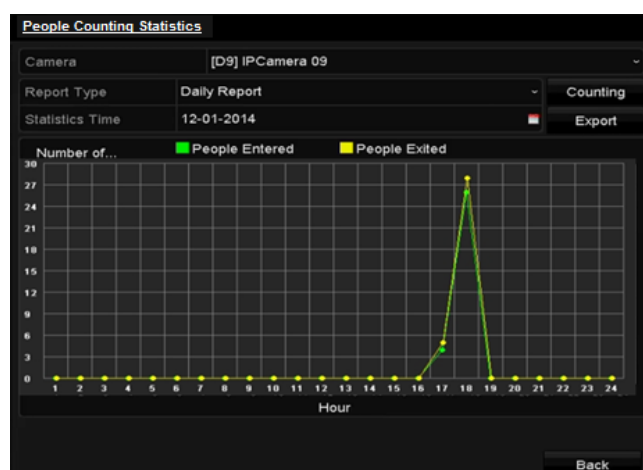 People Counting Statistics
Camera [D9] IPCamera 09
Report Type Daily Report Counting
Statistics Time 12-01-2014 Export
Number of... People Entered People Exited
30
27
24
21
18
15
12
9
6
3
0
1 2 3 4 5 6 7 8 9 10 11 12 13 14 15 16 17 18 19 20 21 22 23 24
Hour
Back